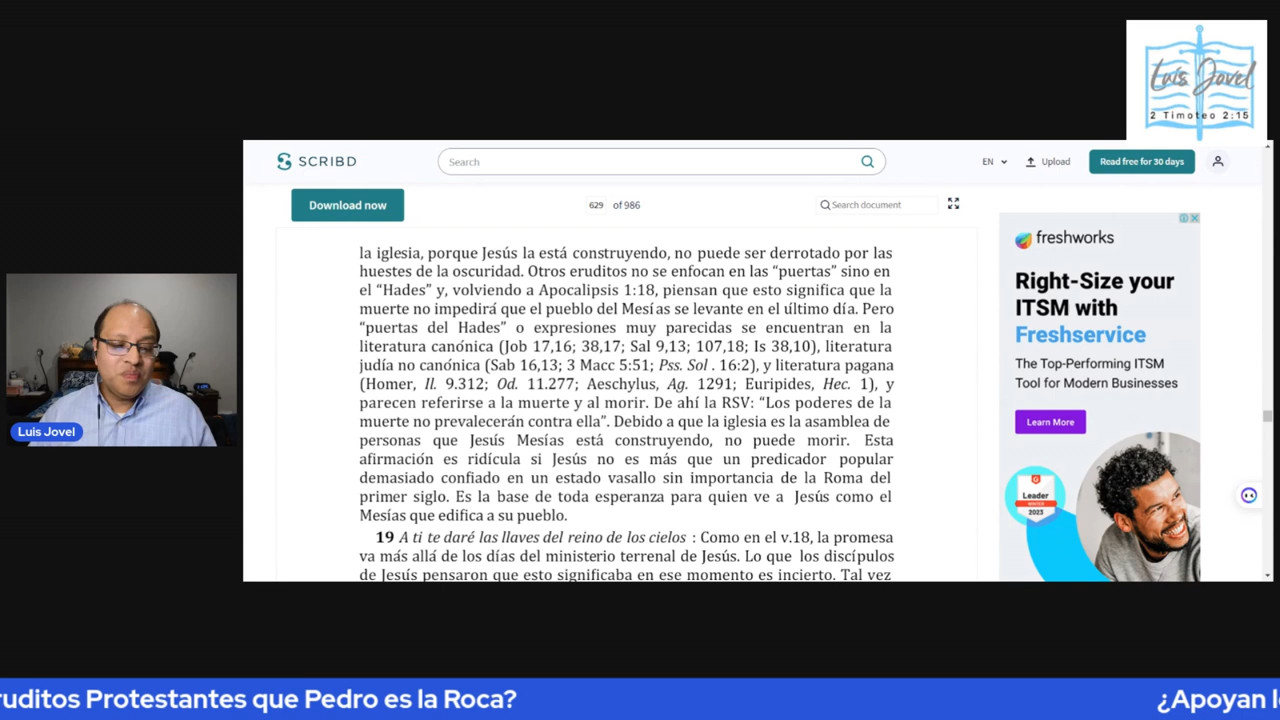 Luis Jovel
2 Timoteo 2:15
SCRIBD
Search
EN
Upload
Read free for 30 days
Download now
629 of 986
Search document
la iglesia, porque Jesús la está construyendo, no puede ser derrotado por las
huestes de la oscuridad. Otros eruditos no se enfocan en las “puertas” sino en
el “Hades” y, volviendo a Apocalipsis 1:18, piensan que esto significa que la
muerte no impedirá que el pueblo del Mesías se levante en el último día. Pero
“puertas del Hades” o expresiones muy parecidas se encuentran en la
literatura canónica (Job 17,16; 38,17; Sal 9,13; 107,18; Is 38,10), literatura
judía no canónica (Sab 16,13; 3 Macc 5:51; Pss. Sol . 16:2), y literatura pagana
(Homer, Il. 9.312; Od. 11.277; Aeschylus, Ag. 1291; Euripides, Hec. 1), y
parecen referirse a la muerte y al morir. De ahí la RSV: “Los poderes de la
muerte no prevalecerán contra ella”. Debido a que la iglesia es la asamblea de
personas que Jesús Mesías está construyendo, no puede morir. Esta
afirmación es ridícula si Jesús no es más que un predicador popular
demasiado confiado en un estado vasallo sin importancia de la Roma del
primer siglo. Es la base de toda esperanza para quien ve a Jesús como el
Mesías que edifica a su pueblo.
19 A ti te daré las llaves del reino de los cielos : Como en el v.18, la promesa
va más allá de los días del ministerio terrenal de Jesús. Lo que los discípulos
de Jesús pensaron que esto significaba en ese momento es incierto. Tal vez
freshworks
Right-Size your
ITSM with
Freshservice
The Top-Performing ITSM
Tool for Modern Businesses
Learn More
Leader
WINTER
2023
Luis Jovel
ruditos Protestantes que Pedro es la Roca?
¿Apoyan l